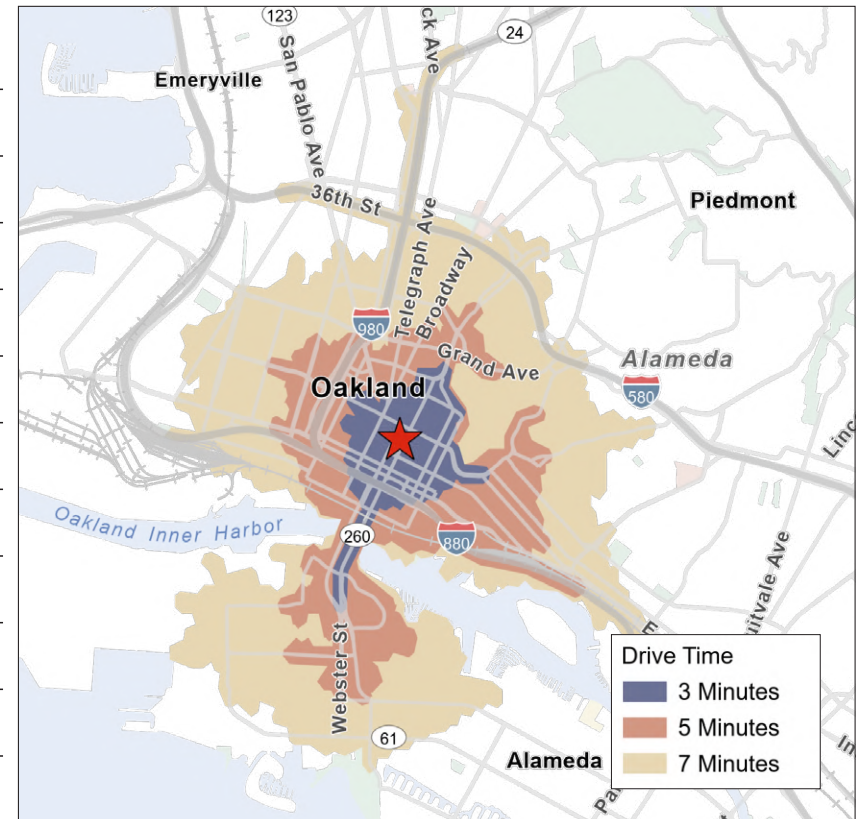 123
24
ck Ave
Emeryville
San Pablo Ave
36th St
Piedmont
Telegraph Ave
Broadway
980
Grand Ave
Alameda
580
Oakland
Oakland Inner Harbor
260
880
uitvale Ave
Webster St
61
Alameda
Drive Time
3 Minutes
5 Minutes
7 Minutes